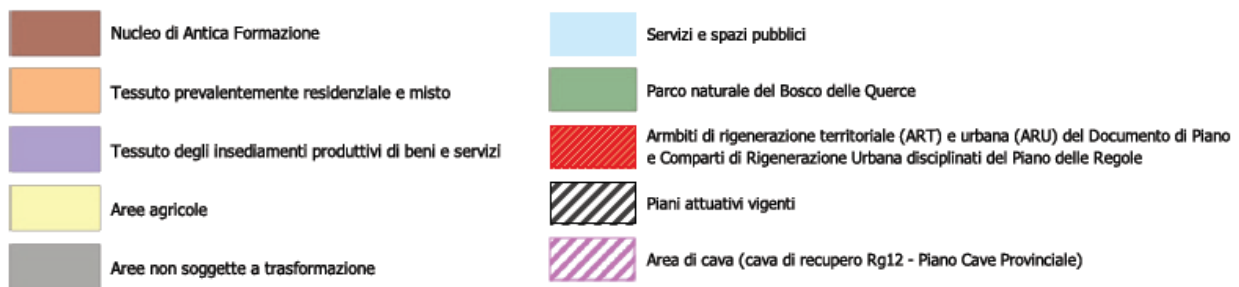 Nucleo di Antica Formazione
Tessuto prevalentemente residenziale e misto
Tessuto degli insediamenti produttivi di beni e servizi
Aree agricole
Aree non soggette a trasformazione
Servizi e spazi pubblici
Parco naturale del Bosco delle Querce
Armbiti di rigenerazione territoriale (ART) e urbana (ARU) del Documento di Piano
e Comparti di Rigenerazione Urbana disciplinati del Piano delle Regole
Piani attuativi vigenti
Area di cava (cava di recupero Rg12 - Piano Cave Provinciale)